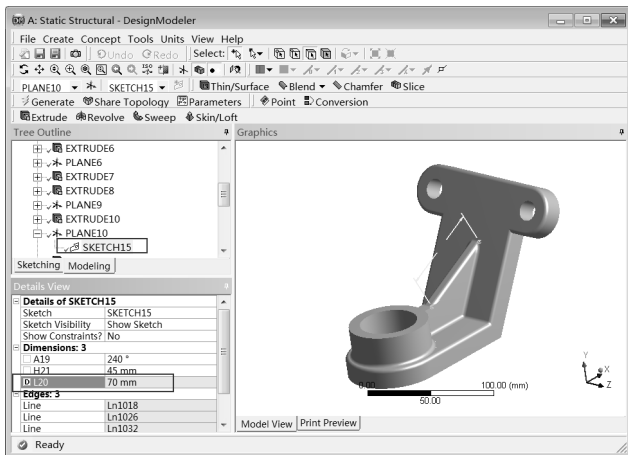 A: Static Structural - DesignModeler
File Create Concept Tools Units View Help
Undo Redo Select:
PLANE10 SKETCH15 Thin/Surface Blend Chamfer Slice
Generate Share Topology Parameters Point Conversion
Extrude Revolve Sweep Skin/Loft
Tree Outline
EXTRUDE6
PLANE6
EXTRUDE7
EXTRUDE8
PLANE9
EXTRUDE10
PLANE10
SKETCH15
Sketching Modeling
Details View
Details of SKETCH15
Sketch SKETCH15
Sketch Visibility Show Sketch
Show Constraints? No
Dimensions: 3
A19 240 °
H21 45 mm
D L20 70 mm
Edges: 3
Line Ln1018
Line Ln1026
Line Ln1032
Graphics
Y
X
Z
0.00 100.00 (mm)
50.00
Model View Print Preview
Ready